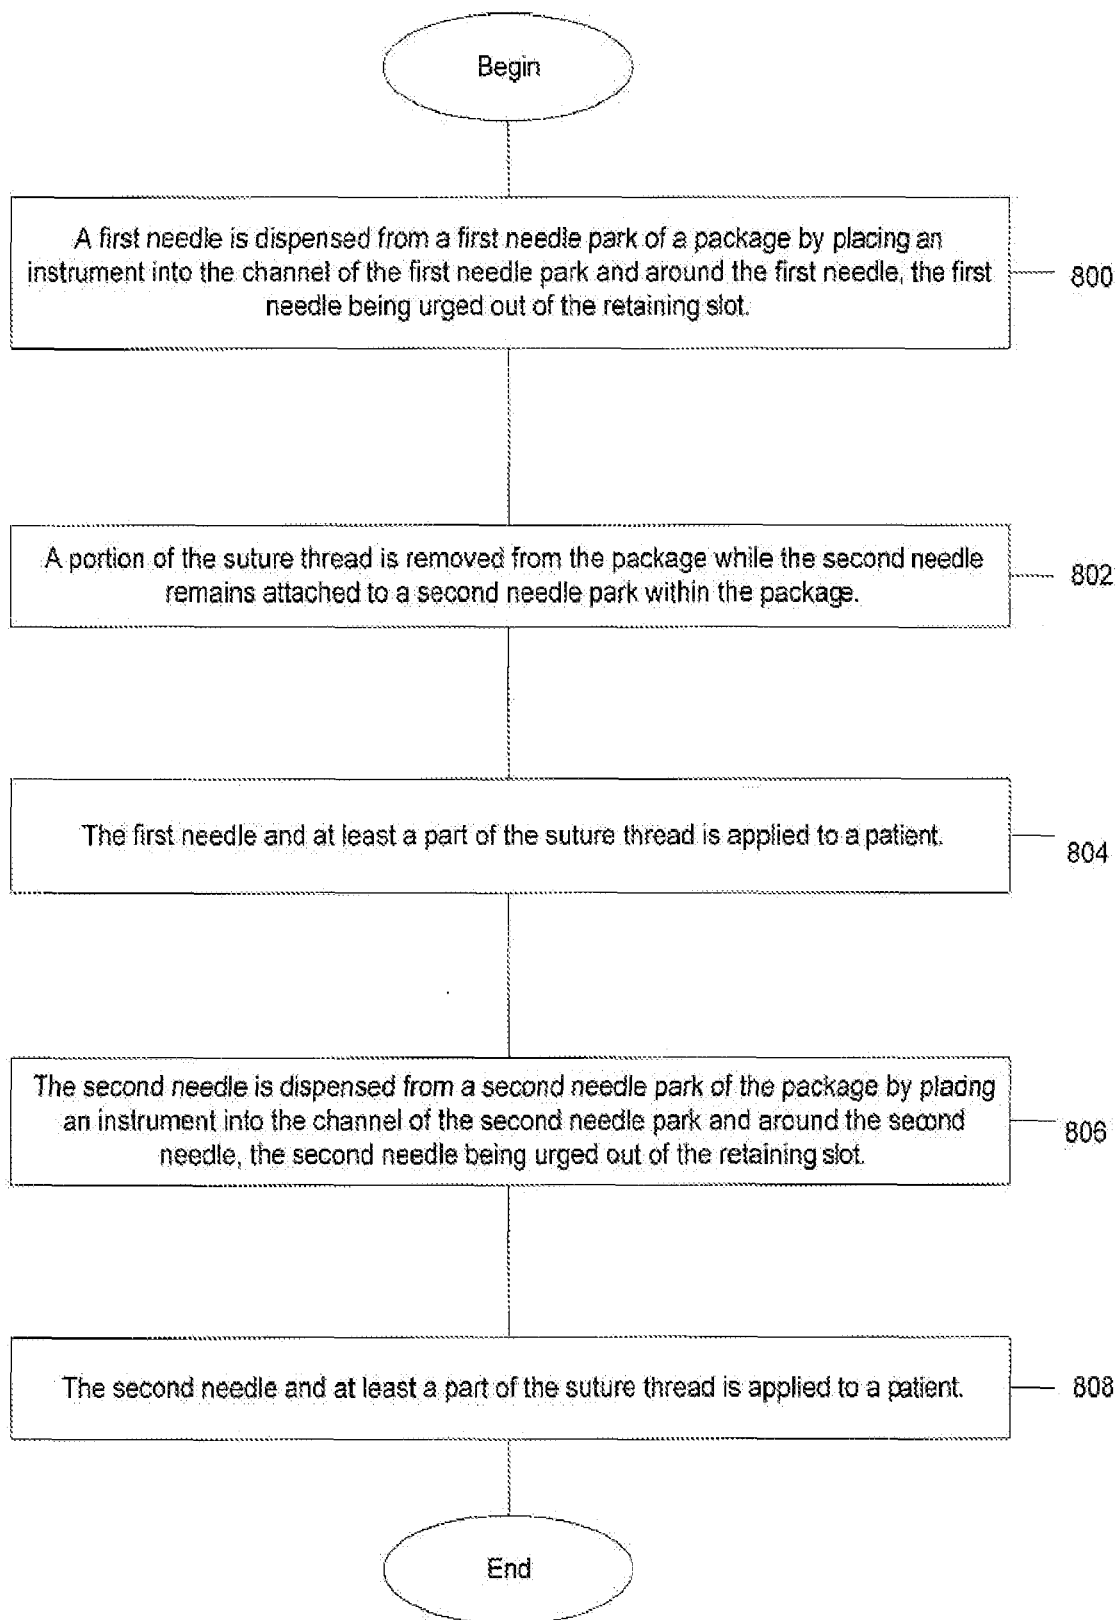 Begin
A first needle is dispensed from a first needle park of a package by placing an
instrument into the channel of the first needle park and around the first needle, the first
needle being urged out of the retaining slot.
800
A portion of the suture thread is removed from the package while the second needle
remains attached to a second needle park within the package.
802
The first needle and at least a part of the suture thread is applied to a patient.
804
The second needle is dispensed from a second needle park of the package by placing
an instrument into the channel of the second needle park and around the second
needle, the second needle being urged out of the retaining slot.
806
The second needle and at least a part of the suture thread is applied to a patient.
808
End